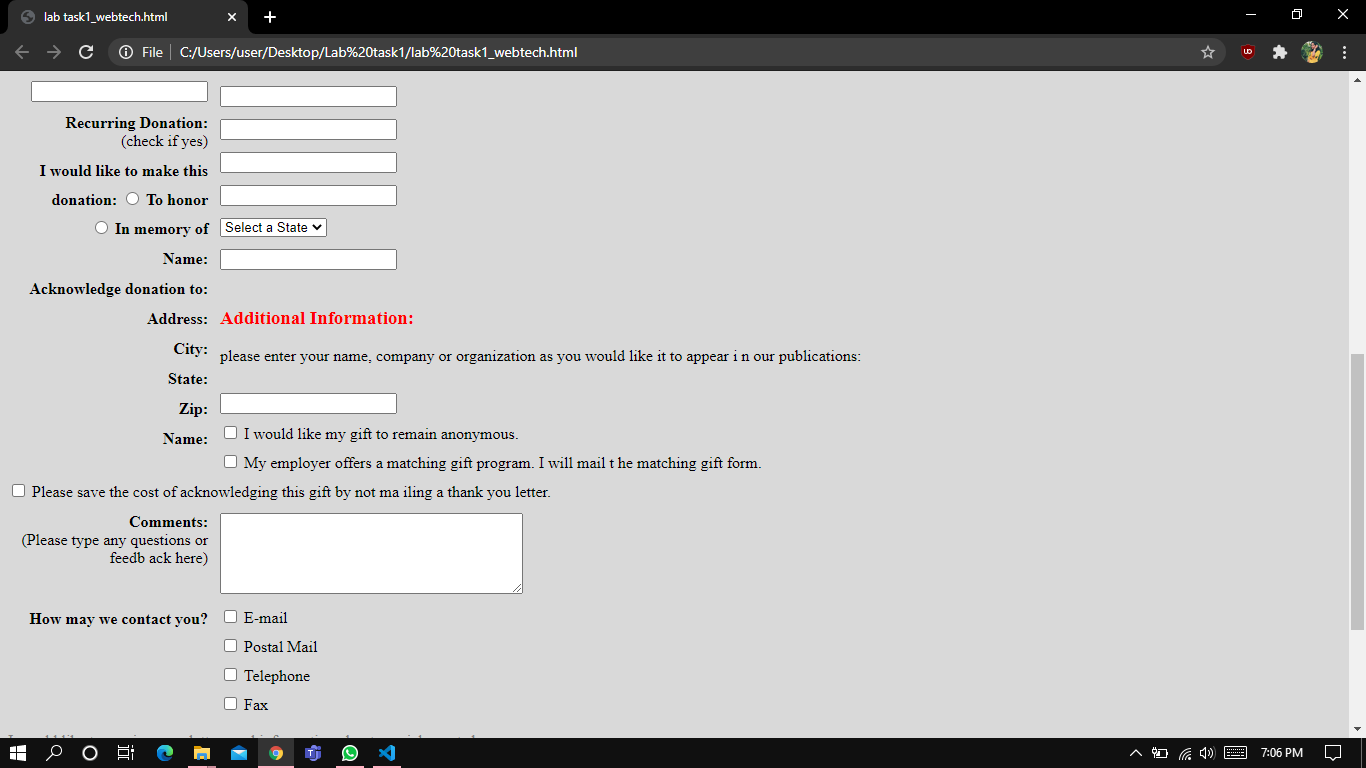 lab task1_webtech.html
File
C:/Users/user/Desktop/Lab%20task1/lab%20task1_webtech.html
Recurring Donation:
(check if yes)
I would like to make this
donation: To honor
In memory of Select a State
Name:
Acknowledge donation to:
Address: Additional Information:
City:
please enter your name, company or organization as you would like it to appear i n our publications:
State:
Zip:
Name: I would like my gift to remain anonymous.
My employer offers a matching gift program. I will mail t he matching gift form.
Please save the cost of acknowledging this gift by not ma iling a thank you letter.
Comments:
(Please type any questions or
feedb ack here)
How may we contact you? E-mail
Postal Mail
Telephone
Fax
7:06 PM